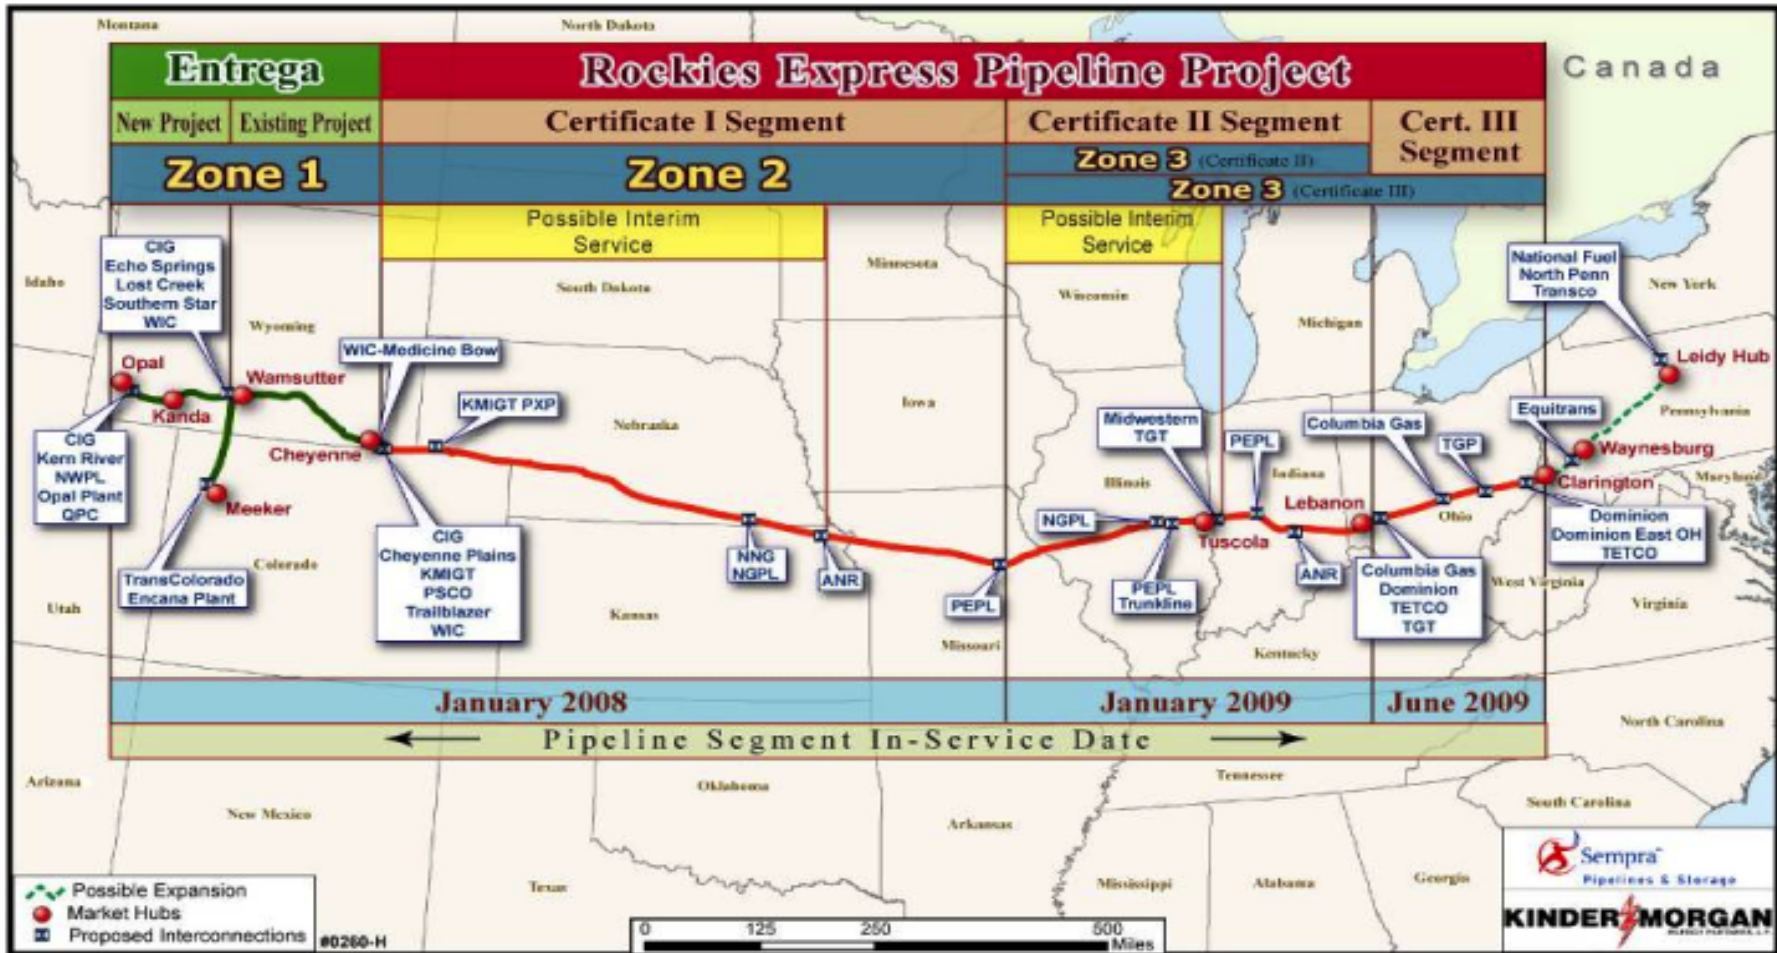 Montana
North Dakota
Canada
Entrega
Rockies Express Pipeline Project
New Project
Existing Project
Certificate I Segment
Certificate II Segment
Cert. III
Segment
Zone 1
Zone 2
Zone 3 (Certificate II)
Zone 3 (Certificate III)
Possible Interim
Service
Possible Interim
Service
Idaho
CIG
Echo Springs
Lost Creek
Southern Star
WIC
Wyoming
South Dakota
Minnesota
Wisconsin
Michigan
National Fuel
North Penn
Transco
New York
Opal
Kanda
Wamsutter
WIC-Medicine Bow
KMIGT PXP
Cheyenne
Nebraska
Iowa
Midwestern
TGT
PEPL
Columbia Gas
TGP
Equitrans
Leidy Hub
Pennsylvania
Waynesburg
Clarington
Maryland
CIG
Kern River
NWPL
Opal Plant
QPC
Meeker
Illinois
Indiana
Lebanon
Ohio
NGPL
Tuscola
Dominion
Dominion East OH
TETCO
TransColorado
Encana Plant
Colorado
Utah
CIG
Cheyenne Plains
KMIGT
PSCO
Trailblazer
WIC
NNG
NGPL
ANR
PEPL
PEPL
Trunkline
ANR
Columbia Gas
Dominion
TETCO
TGT
West Virginia
Virginia
Kansas
Missouri
Kentucky
January 2008
January 2009
June 2009
Pipeline Segment In-Service Date
North Carolina
Arizona
New Mexico
Oklahoma
Tennessee
South Carolina
Arkansas
Texas
Mississippi
Alabama
Georgia
Possible Expansion
Market Hubs
Proposed Interconnections
#0260-H
0 125 250 500
Miles
Sempra
Pipelines & Storage
KINDER MORGAN
ENERGY PARTNERS, L.P.